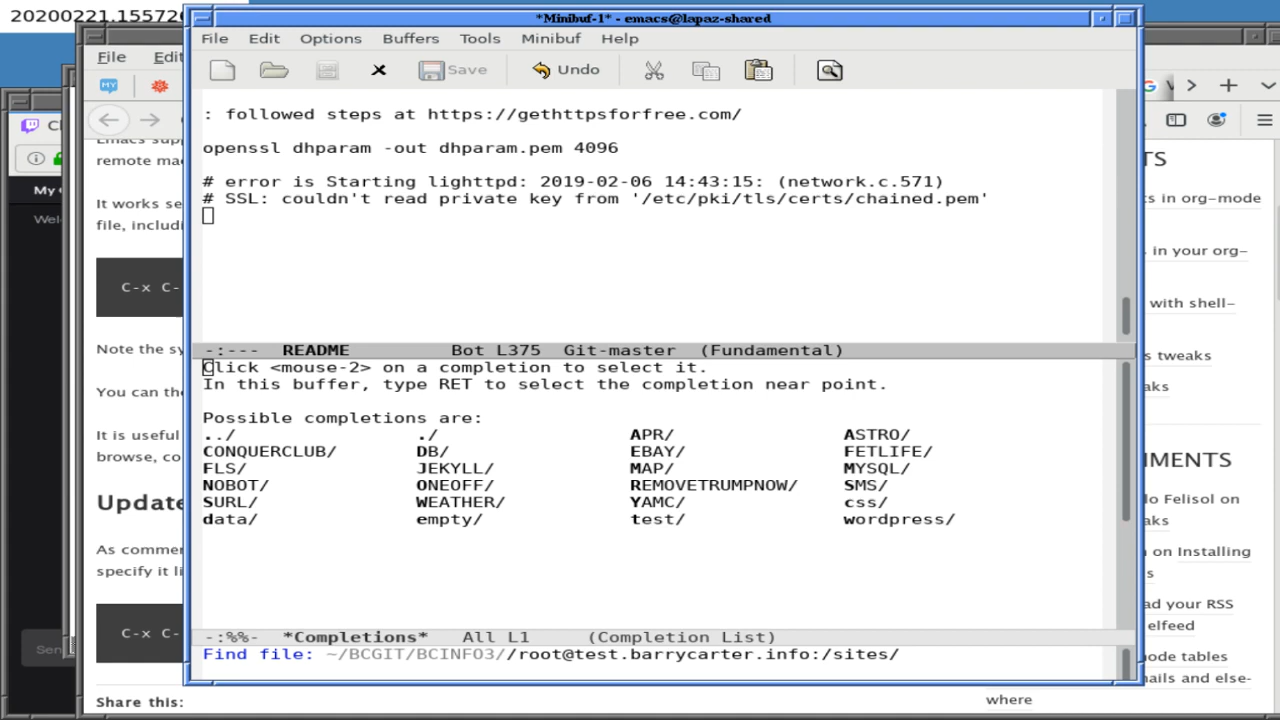 20200221.15572
*Minibuf-1* - emacs@lapaz-shared
File Edit Options Buffers Tools Minibuf Help
Save Undo
: followed steps at https://gethttpsforfree.com/
openssl dhparam -out dhparam.pem 4096
# error is Starting lighttpd: 2019-02-06 14:43:15: (network.c.571)
# SSL: couldn't read private key from '/etc/pki/tls/certs/chained.pem'
-:--- README Bot L375 Git-master (Fundamental)
Click <mouse-2> on a completion to select it.
In this buffer, type RET to select the completion near point.
Possible completions are:
../ ./ APR/ ASTRO/
CONQUERCLUB/ DB/ EBAY/ FETLIFE/
FLS/ JEKYLL/ MAP/ MYSQL/
NOBOT/ ONEOFF/ REMOVETRUMPNOW/ SMS/
SURL/ WEATHER/ YAMC/ css/
data/ empty/ test/ wordpress/
-:%%- *Completions* All L1 (Completion List)
Find file: ~/BCGIT/BCINFO3//root@test.barrycarter.info:/sites/
File Edit
MY
remote ma
It works se
file, includi
C-x C-
Note the sy
You can the
It is useful
browse, co
Update
As commen
specify it li
C-x C-
Share this:
My
Wel
Sen
TS
s in org-mode
s in your org-
with shell-
s tweaks
aks
MENTS
lo Felisol on
aks
n on Installing
s
ad your RSS
elfeed
node tables
mails and else-
where